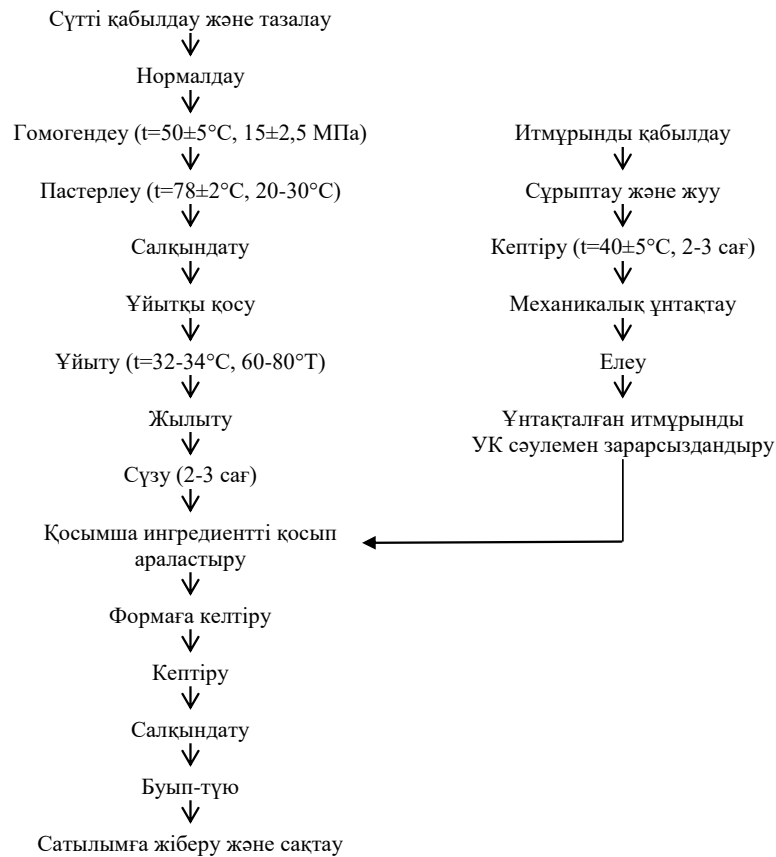 Сүтті қабылдау және тазалау
Нормалдау
Гомогендеу (t=50±5°C, 15±2,5 МПа)
Пастерлеу (t=78±2°C, 20-30°C)
Салқындату
Ұйытқы қосу
Ұйыту (t=32-34°C, 60-80°Т)
Жылыту
Сүзу (2-3 сағ)
Қосымша ингредиентті қосып
араластыру
Формаға келтіру
Кептіру
Салқындату
Буып-түю
Сатылымға жіберу және сақтау
Итмұрынды қабылдау
Сұрыптау және жуу
Кептіру (t=40±5°C, 2-3 сағ)
Механикалық ұнтақтау
Елеу
Ұнтақталған итмұрынды
УК сәулемен зарарсыздандыру